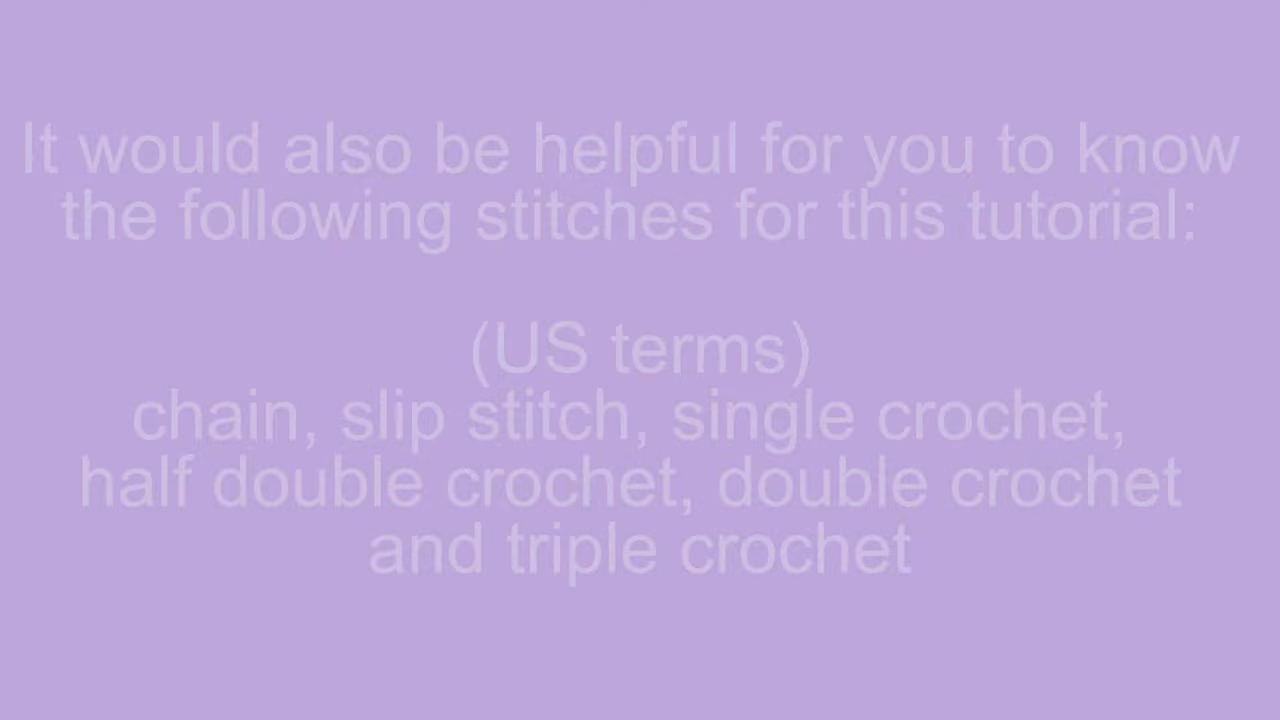 It would also be helpful for you to know
the following stitches for this tutorial:
(US terms)
chain, slip stitch, single crochet,
half double crochet, double crochet
and triple crochet